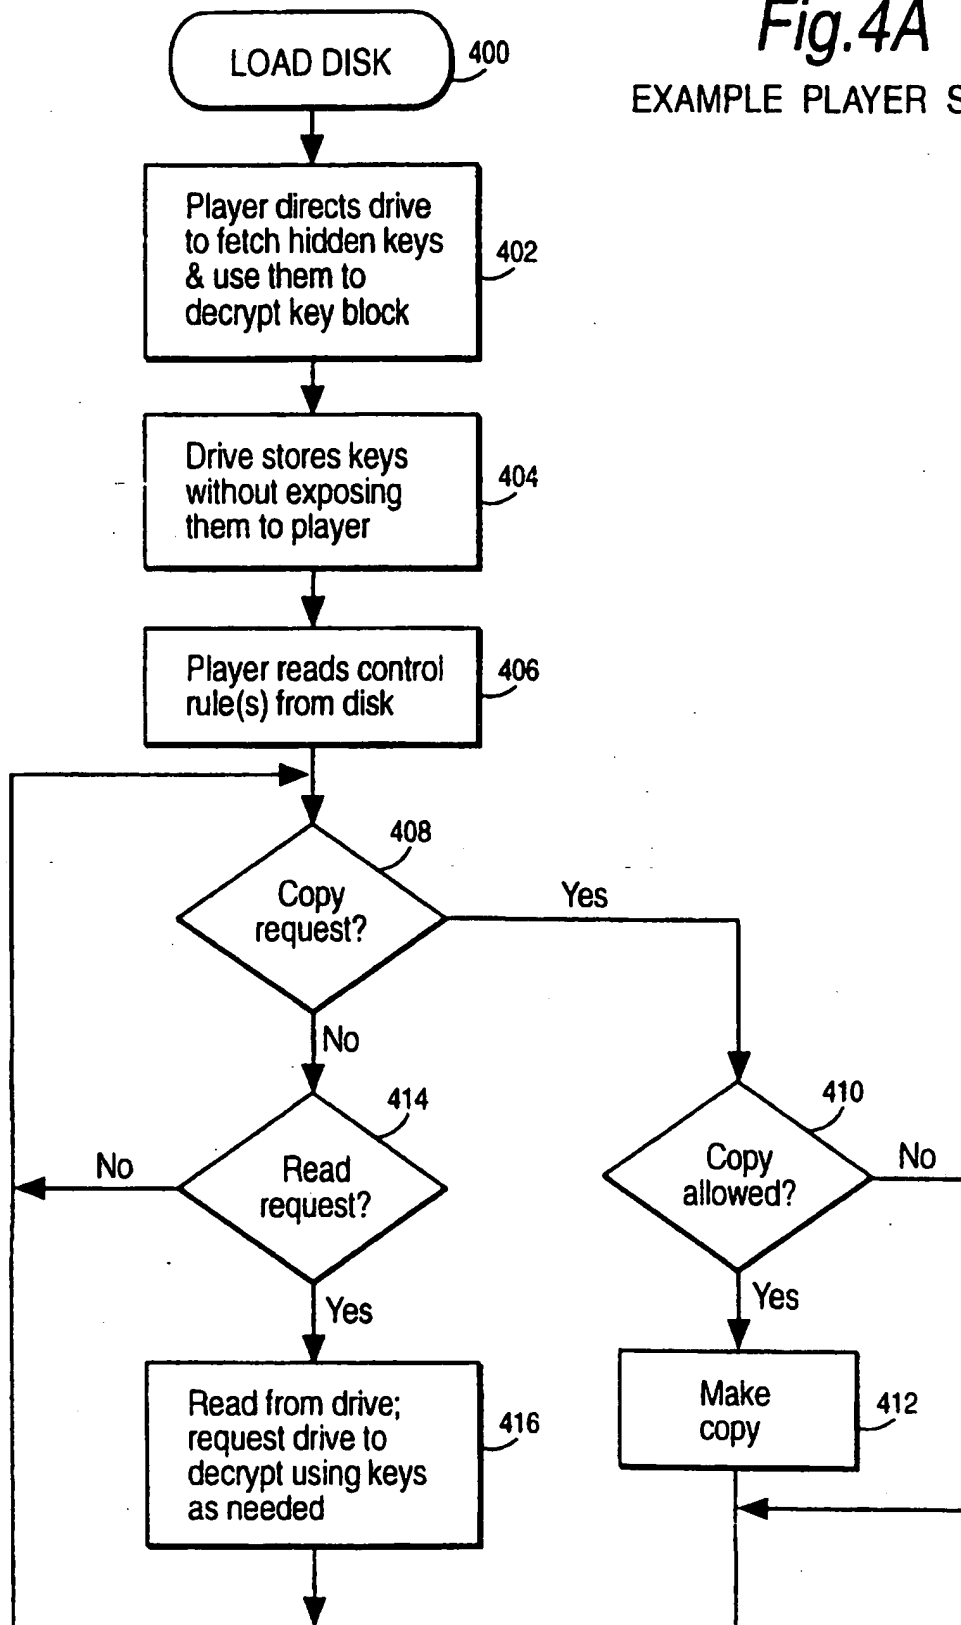 Fig.4A
EXAMPLE PLAYER S
LOAD DISK
400
Player directs drive
to fetch hidden keys
& use them to
decrypt key block
402
Drive stores keys
without exposing
them to player
404
Player reads control
rule(s) from disk
406
Copy
request?
408
Yes
No
Read
request?
414
No
Yes
Copy
allowed?
410
No
Yes
Read from drive;
request drive to
decrypt using keys
as needed
416
Make
copy
412